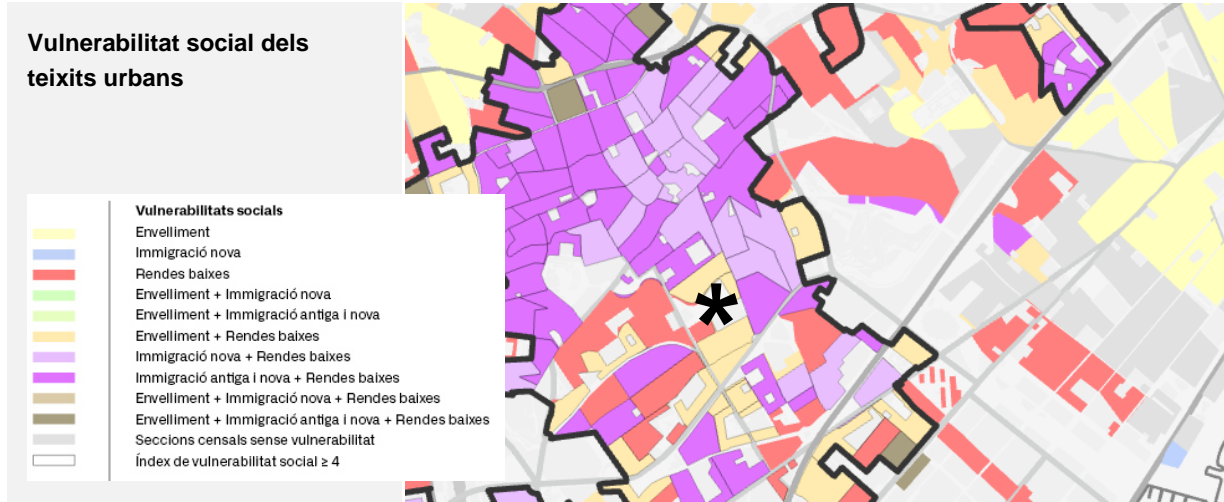 Vulnerabilitat social dels
teixits urbans
Vulnerabilitats socials
Envelliment
Immigració nova
Rendes baixes
Envelliment + Immigració nova
Envelliment + Immigració antiga i nova
Envelliment + Rendes baixes
Immigració nova + Rendes baixes
Immigració antiga i nova + Rendes baixes
Envelliment + Immigració nova + Rendes baixes
Envelliment + Immigració antiga i nova + Rendes baixes
Seccions censals sense vulnerabilitat
Índex de vulnerabilitat social ≥ 4
*